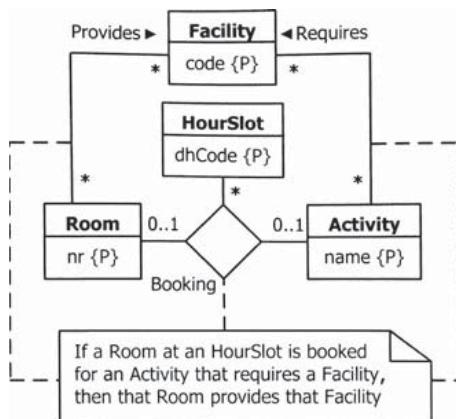 Provides ►
Facility
◄ Requires
code {P}
*
*
HourSlot
dhCode {P}
*
*
*
Room
0..1
0..1
Activity
nr {P}
name {P}
Booking
If a Room at an HourSlot is booked
for an Activity that requires a Facility,
then that Room provides that Facility